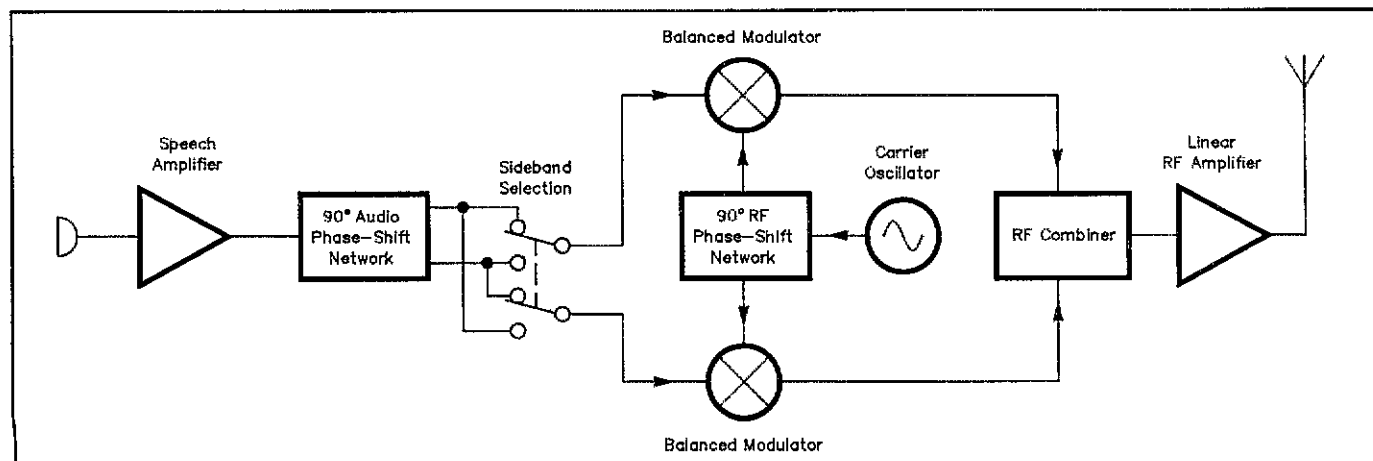 Balanced Modulator
Speech
Amplifier
Sideband
Selection
Carrier
Oscillator
Linear
RF Amplifier
90° Audio
Phase-Shift
Network
90° RF
Phase-Shift
Network
RF Combiner
Balanced Modulator